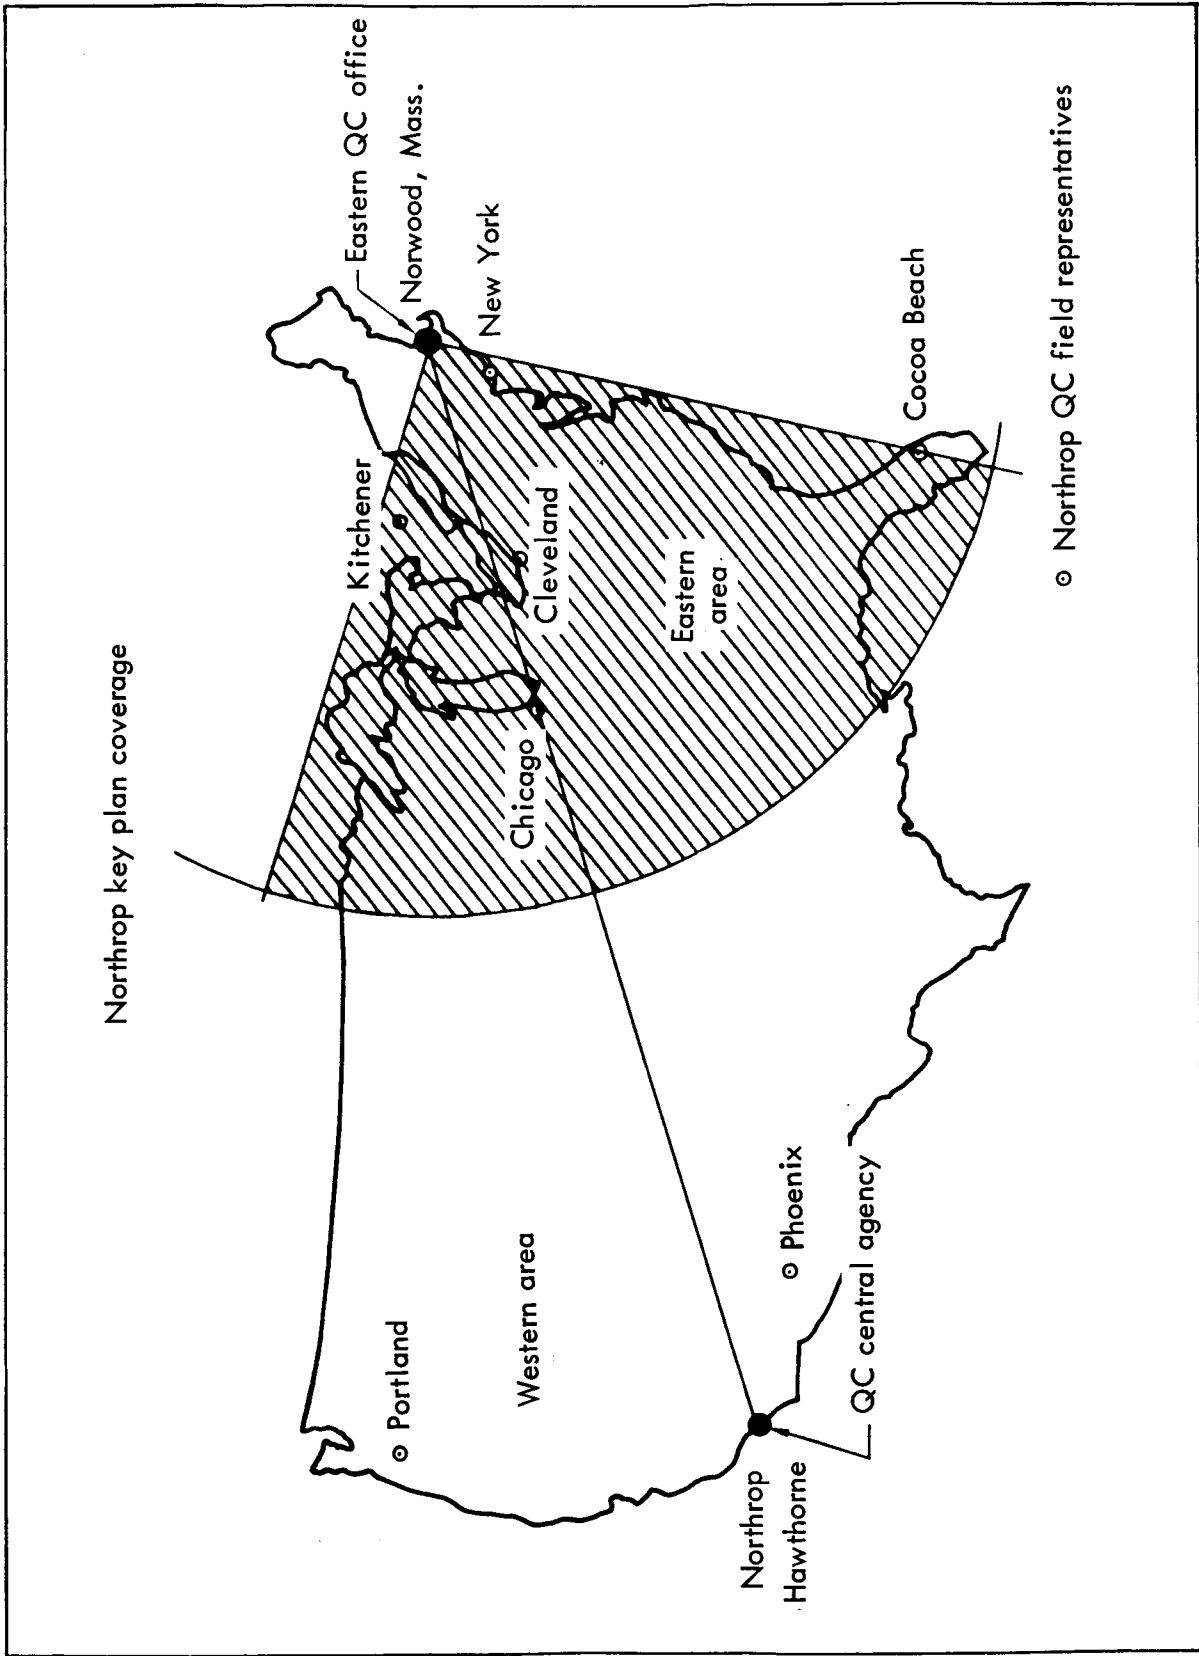 Northrop key plan coverage
Eastern QC office
Norwood, Mass.
Kitchener
New York
Portland
Chicago
Cleveland
Western area
Eastern
area
Cocoa Beach
Phoenix
Northrop
Hawthorne
QC central agency
⊙ Northrop QC field representatives